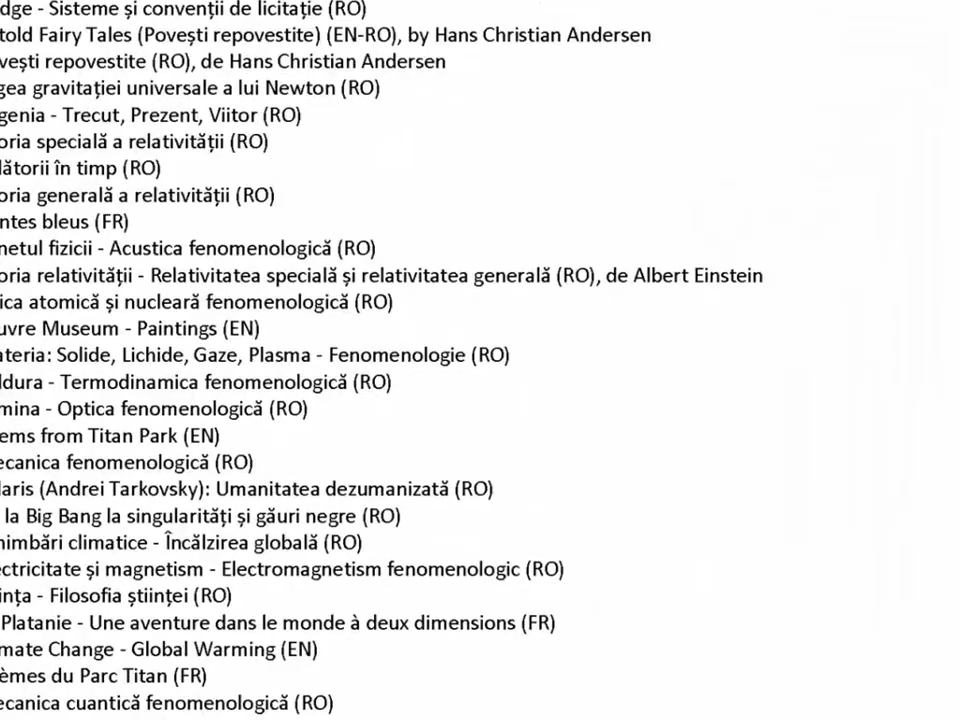 dge - Sisteme și convenții de licitație (RO)
told Fairy Tales (Povești repovestite) (EN-RO), by Hans Christian Andersen
vești repovestite (RO), de Hans Christian Andersen
gea gravitației universale a lui Newton (RO)
genia - Trecut, Prezent, Viitor (RO)
oria specială a relativității (RO)
lătorii în timp (RO)
oria generală a relativității (RO)
ntes bleus (FR)
netul fizicii - Acustica fenomenologică (RO)
oria relativității - Relativitatea specială și relativitatea generală (RO), de Albert Einstein
ica atomică și nucleară fenomenologică (RO)
uvre Museum - Paintings (EN)
ateria: Solide, Lichide, Gaze, Plasma - Fenomenologie (RO)
ldura - Termodinamica fenomenologică (RO)
mina - Optica fenomenologică (RO)
ems from Titan Park (EN)
ecanica fenomenologică (RO)
laris (Andrei Tarkovsky): Umanitatea dezumanizată (RO)
la Big Bang la singularități și găuri negre (RO)
himbări climatice - Încălzirea globală (RO)
ectricitate și magnetism - Electromagnetism fenomenologic (RO)
ința - Filosofia științei (RO)
Platanie - Une aventure dans le monde à deux dimensions (FR)
mate Change - Global Warming (EN)
èmes du Parc Titan (FR)
ecanica cuantică fenomenologică (RO)